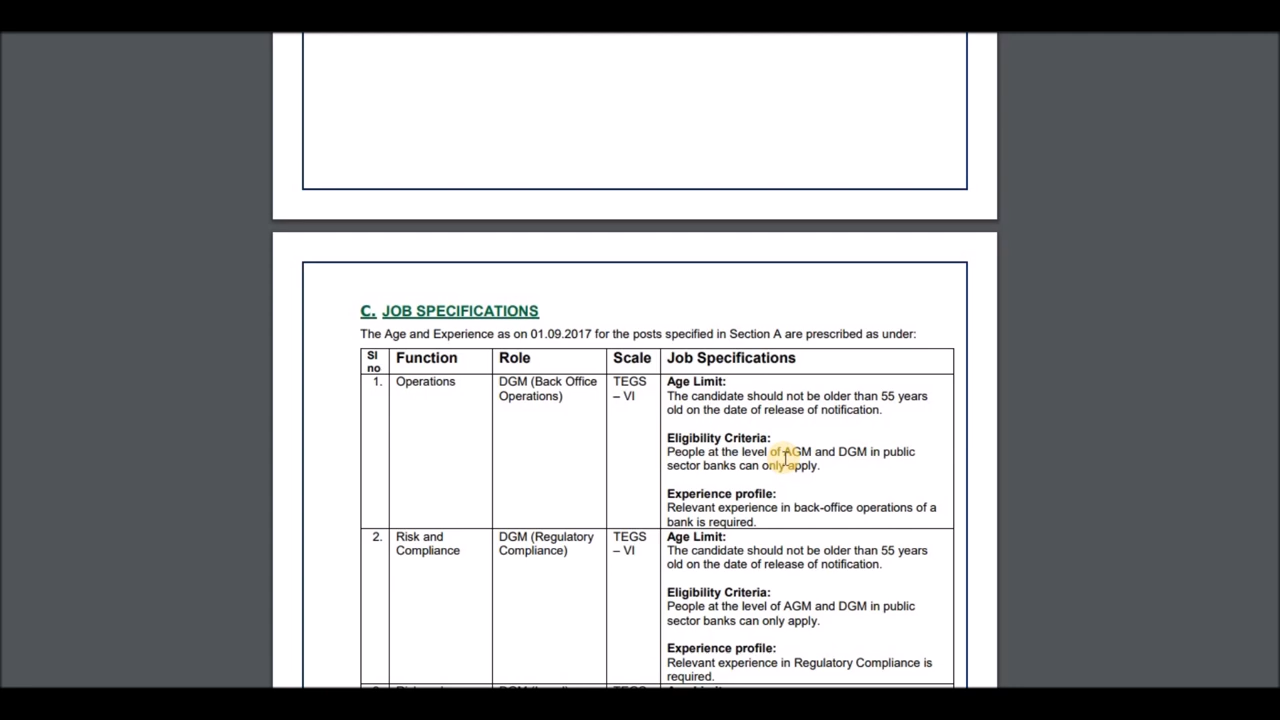 C. JOB SPECIFICATIONS
The Age and Experience as on 01.09.2017 for the posts specified in Section A are prescribed as under:
Sl no Function Role Scale Job Specifications
1. Operations DGM (Back Office Operations) TEGS – VI
Age Limit:
The candidate should not be older than 55 years
old on the date of release of notification.
Eligibility Criteria:
People at the level of AGM and DGM in public
sector banks can only apply.
Experience profile:
Relevant experience in back-office operations of a
bank is required.
2. Risk and Compliance DGM (Regulatory Compliance) TEGS – VI
Age Limit:
The candidate should not be older than 55 years
old on the date of release of notification.
Eligibility Criteria:
People at the level of AGM and DGM in public
sector banks can only apply.
Experience profile:
Relevant experience in Regulatory Compliance is
required.